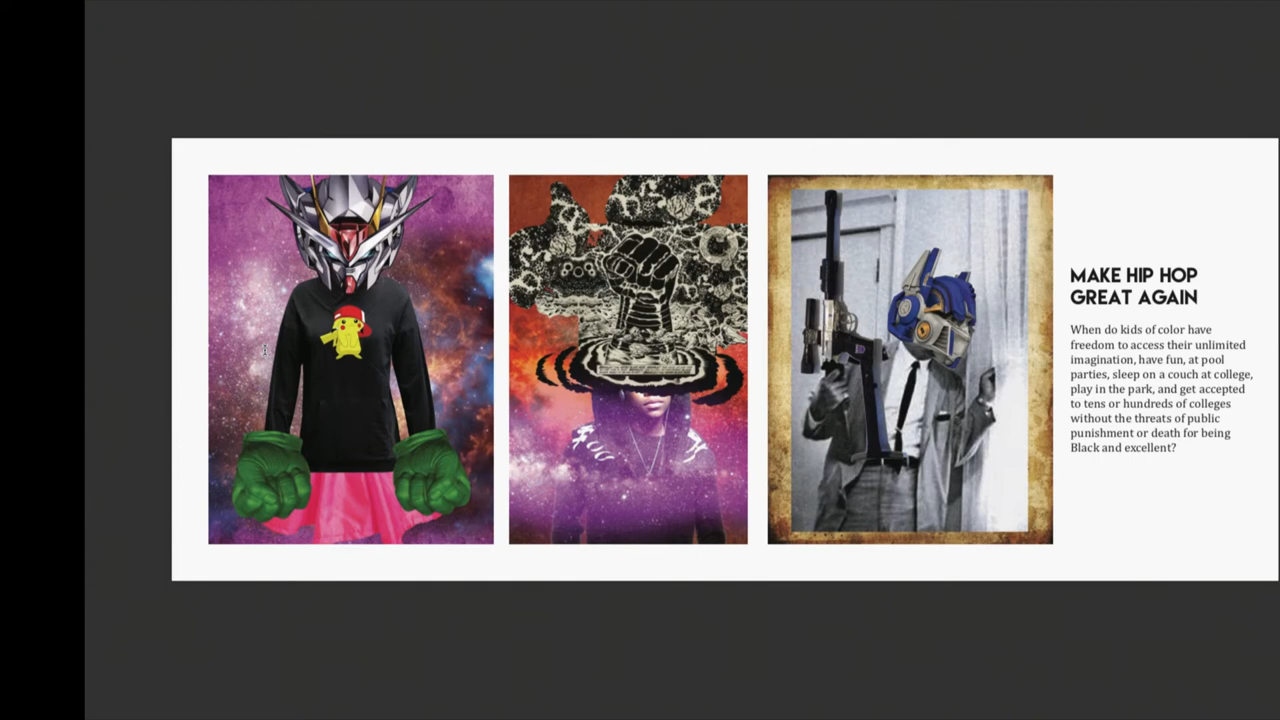 MAKE HIP HOP
GREAT AGAIN
When do kids of color have
freedom to access their unlimited
imagination, have fun, at pool
parties, sleep on a couch at college,
play in the park, and get accepted
to tens or hundreds of colleges
without the threats of public
punishment or death for being
Black and excellent?